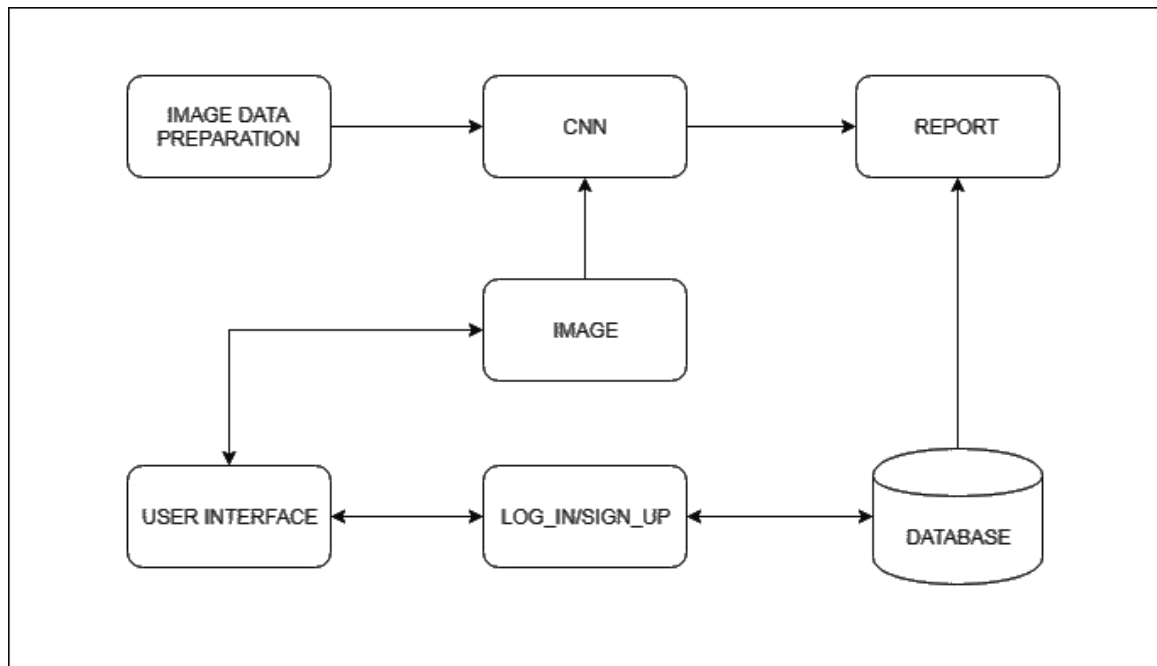 IMAGE DATA
PREPARATION
CNN
REPORT
IMAGE
USER INTERFACE
LOG_IN/SIGN_UP
DATABASE